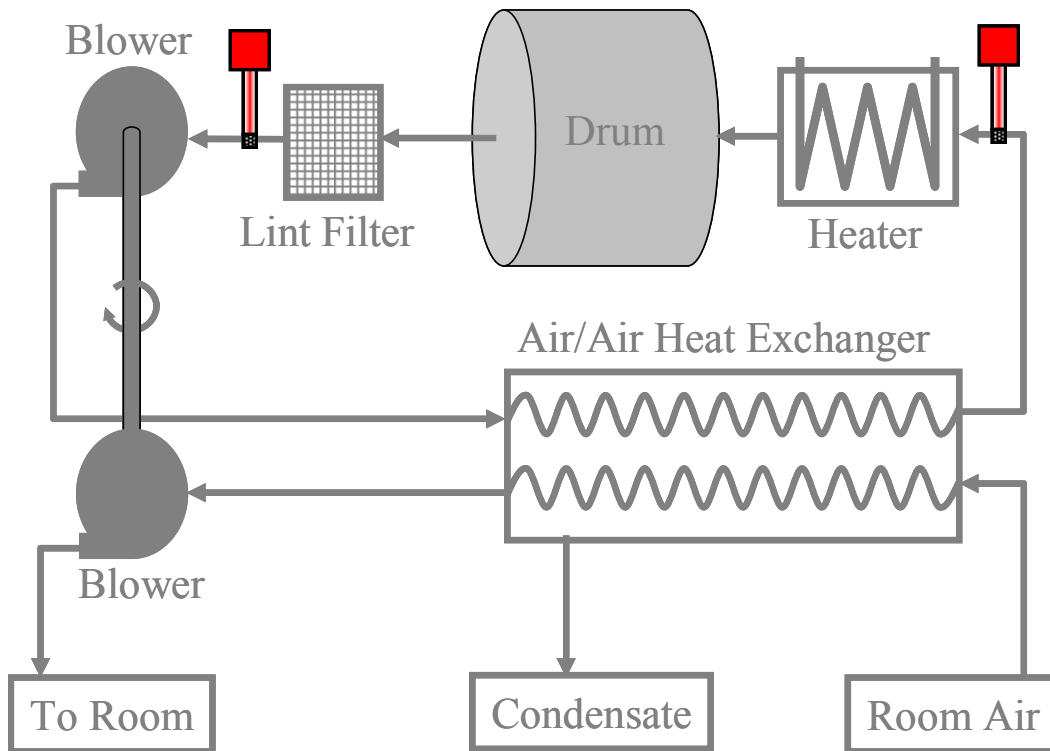 Blower
Drum
Lint Filter
Heater
Air/Air Heat Exchanger
Blower
To Room
Condensate
Room Air